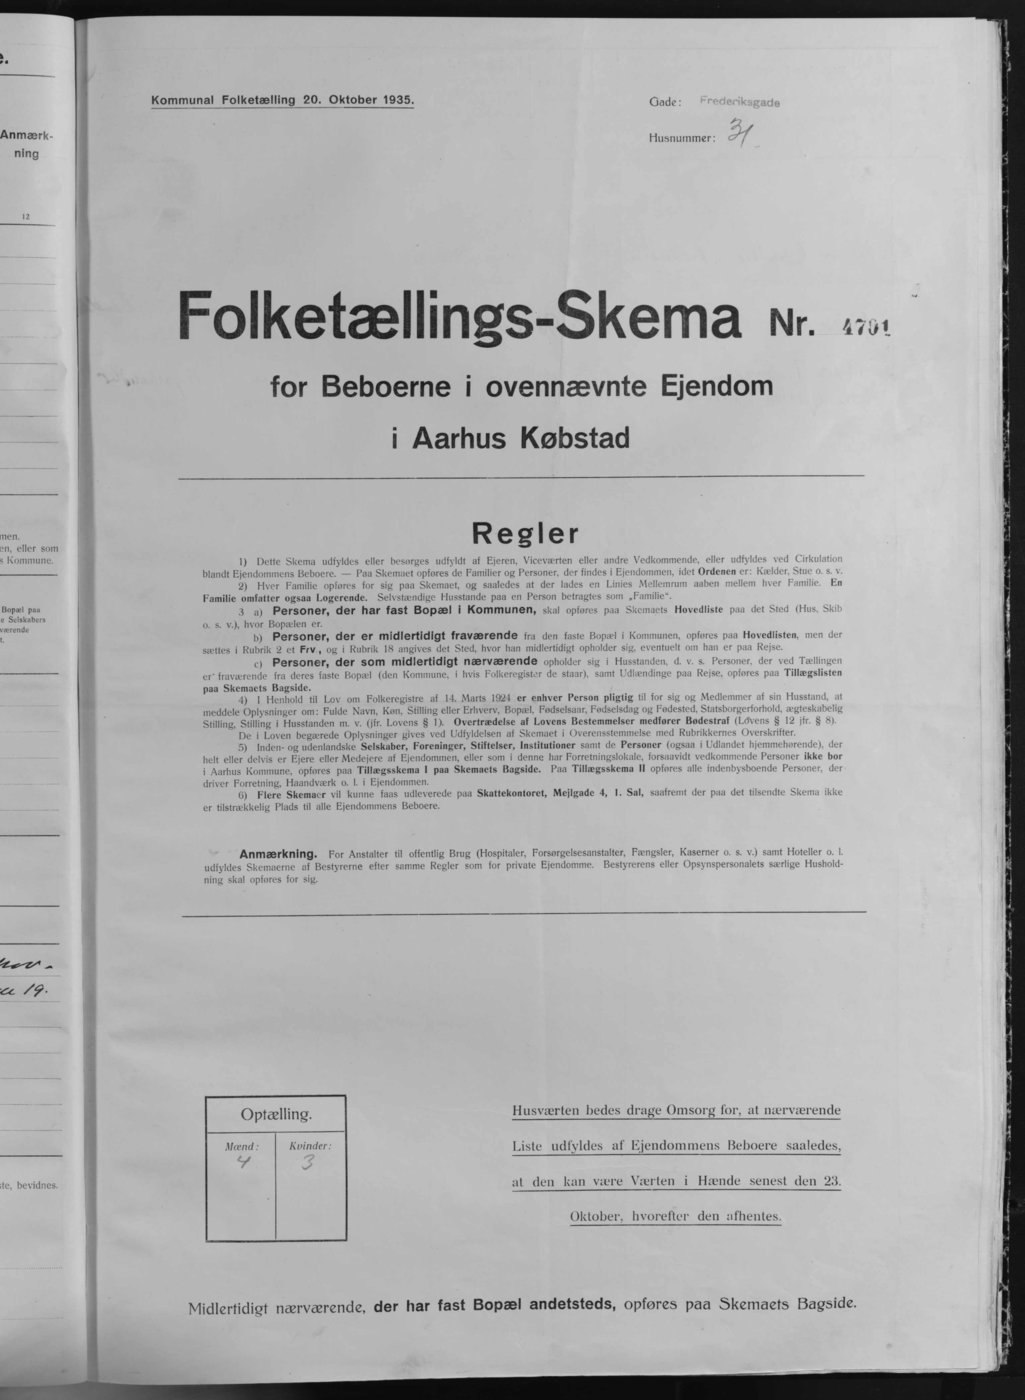 e.
Anmærk-
ning
12
men.
en, eller som
s Kommune.
Bopæl paa
e Selskabers
værende
t.
19.
te, bevidnes.
Kommunal Folketælling 20. Oktober 1935.
Gade: Frederiksgade
Husnummer: 31
Folketællings-Skema Nr. 4701
for Beboerne i ovennævnte Ejendom
i Aarhus Købstad
Regler
1) Dette Skema udfyldes eller besørges udfyldt af Ejeren, Viceværten eller andre Vedkommende, eller udfyldes ved Cirkulation
blandt Ejendommens Beboere. — Paa Skemaet opføres de Familier og Personer, der findes i Ejendommen, idet Ordenen er: Kælder, Stue o. s. v.
2) Hver Familie opføres for sig paa Skemaet, og saaledes at der lades en Linies Mellemrum aaben mellem hver Familie. En
Familie omfatter ogsaa Logerende. Selvstændige Husstande paa en Person betragtes som „Familie“.
3 a) Personer, der har fast Bopæl i Kommunen, skal opføres paa Skemaets Hovedliste paa det Sted (Hus, Skib
o. s. v.), hvor Bopælen er.
b) Personer, der er midlertidigt fraværende fra den faste Bopæl i Kommunen, opføres paa Hovedlisten, men der
sættes i Rubrik 2 et Frv., og i Rubrik 18 angives det Sted, hvor han midlertidigt opholder sig, eventuelt om han er paa Rejse.
c) Personer, der som midlertidigt nærværende opholder sig i Husstanden, d. v. s. Personer, der ved Tællingen
er fraværende fra deres faste Bopæl (den Kommune, i hvis Folkeregister de staar), samt Udlændinge paa Rejse, opføres paa Tillægslisten
paa Skemaets Bagside.
4) I Henhold til Lov om Folkeregistre af 14. Marts 1924 er enhver Person pligtig til for sig og Medlemmer af sin Husstand, at
meddele Oplysninger om: Fulde Navn, Køn, Stilling eller Erhverv, Bopæl, Fødselsaar, Fødselsdag og Fødested, Statsborgerforhold, ægteskabelig
Stilling, Stilling i Husstanden m. v. (jfr. Lovens § 1). Overtrædelse af Lovens Bestemmelser medfører Bødestraf (Lovens § 12 jfr. § 8).
De i Loven begærede Oplysninger gives ved Udfyldelsen af Skemaet i Overensstemmelse med Rubrikkernes Overskrifter.
5) Inden- og udenlandske Selskaber, Foreninger, Stiftelser, Institutioner samt de Personer (ogsaa i Udlandet hjemmehørende), der
helt eller delvis er Ejere eller Medejere af Ejendommen, eller som i denne har Forretningslokale, forsaavidt vedkommende Personer ikke bor
i Aarhus Kommune, opføres paa Tillægsskema I paa Skemaets Bagside. Paa Tillægsskema II opføres alle indenbysboende Personer, der
driver Forretning, Haandværk o. l. i Ejendommen.
6) Flere Skemaer vil kunne faas udleverede paa Skattekontoret, Mejlgade 4, 1. Sal, saafremt der paa det tilsendte Skema ikke
er tilstrækkelig Plads til alle Ejendommens Beboere.
Anmærkning. For Anstalter til offentlig Brug (Hospitaler, Forsørgelsesanstalter, Fængsler, Kaserner o. s. v.) samt Hoteller o. l.
udfyldes Skemaerne af Bestyrerne efter samme Regler som for private Ejendomme. Bestyrerens eller Opsynspersonalets særlige Hushold-
ning skal opføres for sig.
Optælling.
Mænd: Kvinder:
4 3
Husværten bedes drage Omsorg for, at nærværende
Liste udfyldes af Ejendommens Beboere saaledes,
at den kan være Værten i Hænde senest den 23.
Oktober, hvorefter den afhentes.
Midlertidigt nærværende, der har fast Bopæl andetsteds, opføres paa Skemaets Bagside.